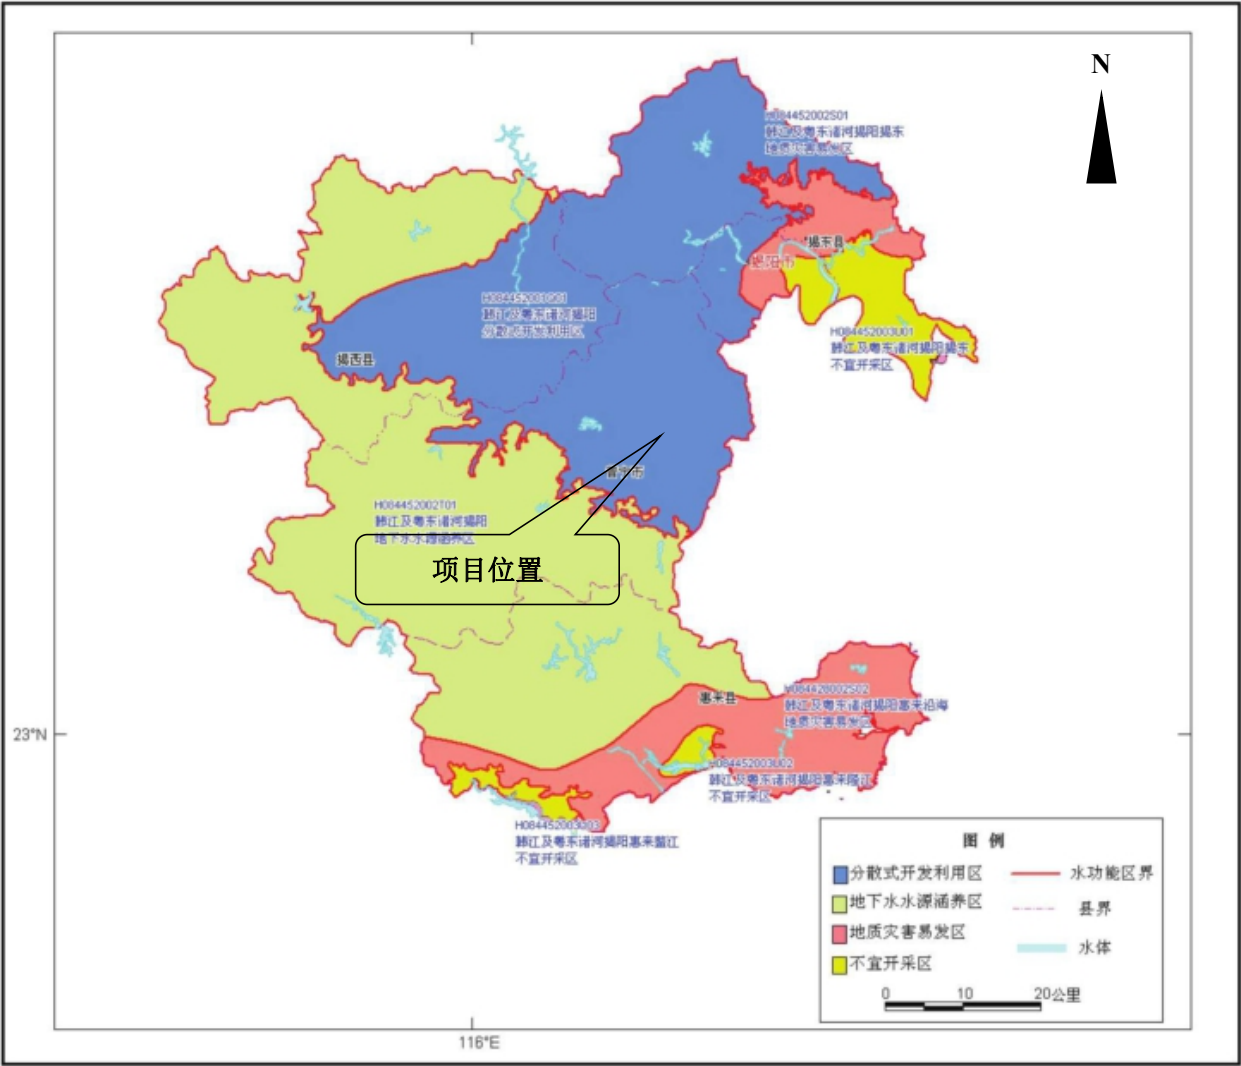 N
H084452002S01
韩江及粤东诸河揭阳揭东
地质灾害易发区
揭东县
揭阳市
H084452001Q01
韩江及粤东诸河揭阳
分散式开发利用区
H084452003U01
韩江及粤东诸河揭阳揭东
不宜开采区
揭西县
普宁市
H084452002T01
韩江及粤东诸河揭阳
地下水水源涵养区
项目位置
惠来县
H084428002S02
韩江及粤东诸河揭阳惠来沿海
地质灾害易发区
23°N
H084452003U02
韩江及粤东诸河揭阳惠来隆江
不宜开采区
H084452003U03
韩江及粤东诸河揭阳惠来螯江
不宜开采区
图 例
分散式开发利用区
水功能区界
地下水水源涵养区
县界
地质灾害易发区
水体
不宜开采区
0 10 20公里
116°E